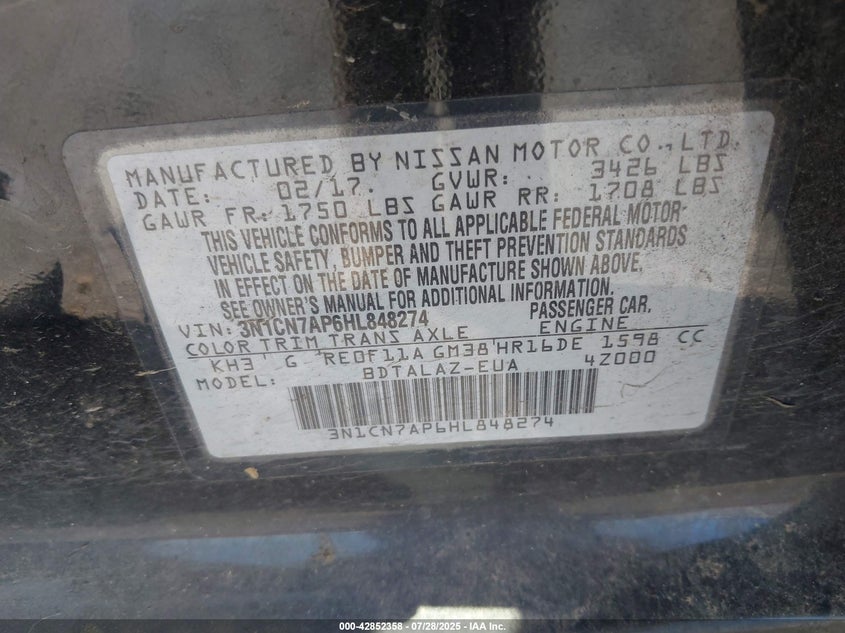 MANUFACTURED BY NISSAN MOTOR CO.,LTD.
DATE: 02/17. GVWR: 3426 LBS
GAWR FR: 1750 LBS GAWR RR: 1708 LBS
THIS VEHICLE CONFORMS TO ALL APPLICABLE FEDERAL MOTOR
VEHICLE SAFETY, BUMPER AND THEFT PREVENTION STANDARDS
IN EFFECT ON THE DATE OF MANUFACTURE SHOWN ABOVE.
SEE OWNER'S MANUAL FOR ADDITIONAL INFORMATION.
VIN: 3N1CN7AP6HL848274 PASSENGER CAR.
COLOR TRIM TRANS AXLE ENGINE
KH3 G RE0F11A GM38 HR16DE 1598 CC
MODEL: BDTALAZ-EUA 4Z000
3N1CN7AP6HL848274
000-42852358 | 07/28/2025 | IAA Inc.